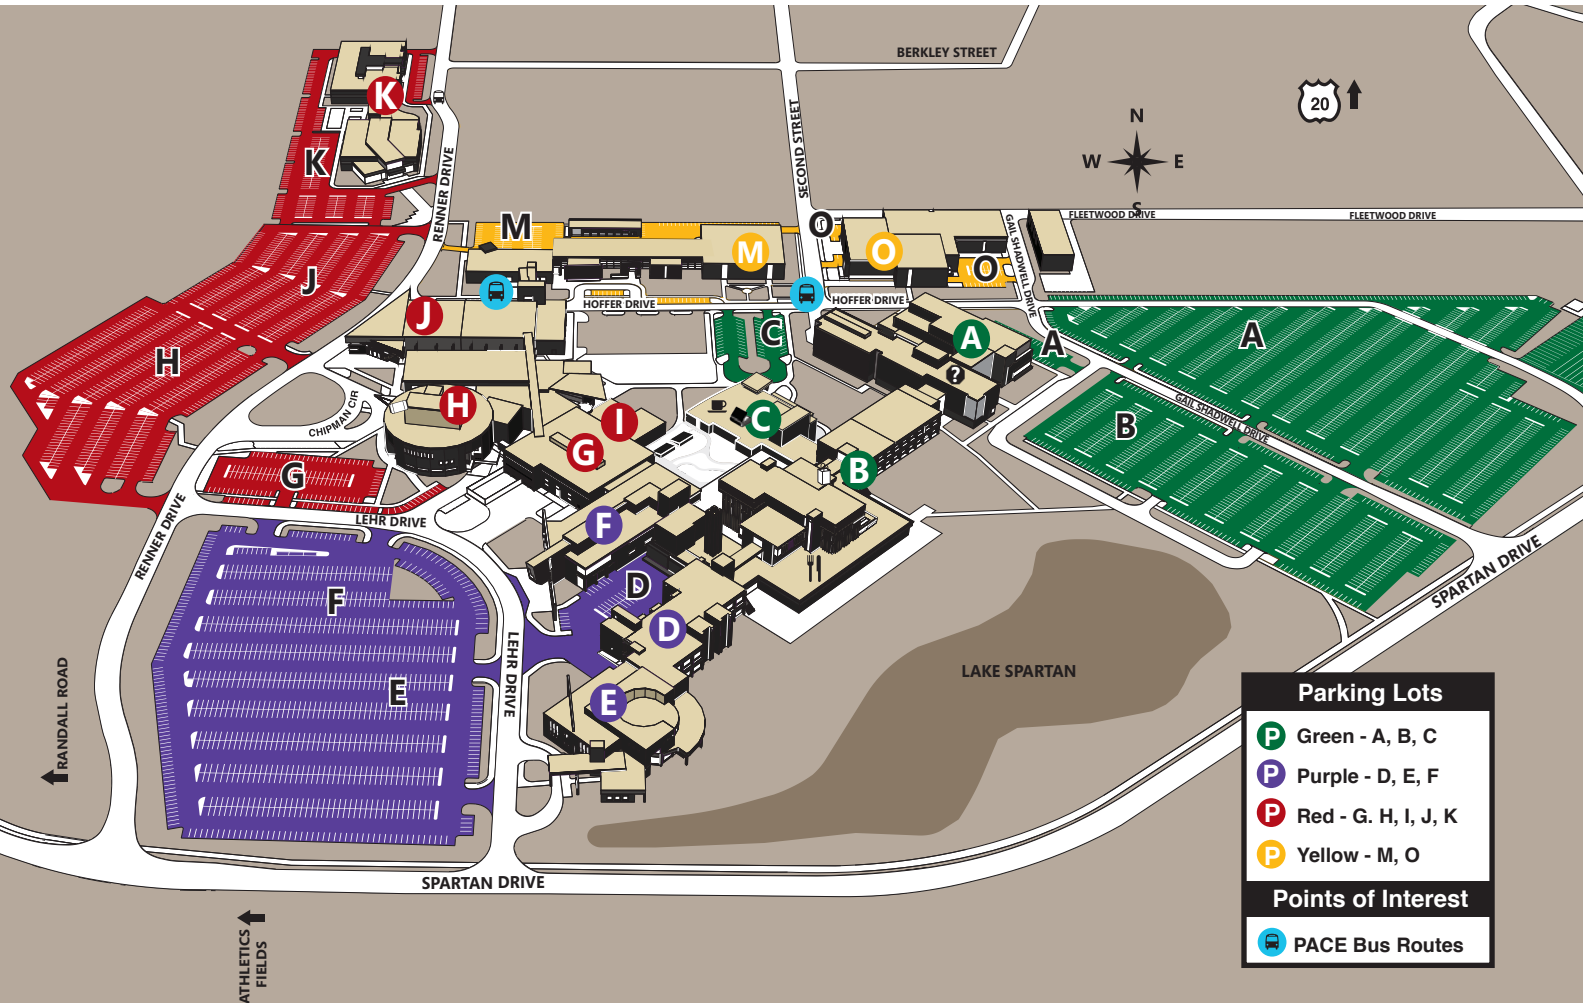 BERKLEY STREET
20
N
W
E
S
K
K
RENNER DRIVE
SECOND STREET
FLEETWOOD DRIVE
FLEETWOOD DRIVE
GAIL SHADWELL DRIVE
M
M
O
O
O
J
J
HOFFER DRIVE
HOFFER DRIVE
C
A
?
A
A
H
H
CHIPMAN CIR
I
G
C
B
B
GAIL SHADWELL DRIVE
G
LEHR DRIVE
RENNER DRIVE
F
F
D
D
E
E
LEHR DRIVE
SPARTAN DRIVE
LAKE SPARTAN
RANDALL ROAD
SPARTAN DRIVE
ATHLETICS
FIELDS
Parking Lots
P Green - A, B, C
P Purple - D, E, F
P Red - G. H, I, J, K
P Yellow - M, O
Points of Interest
PACE Bus Routes